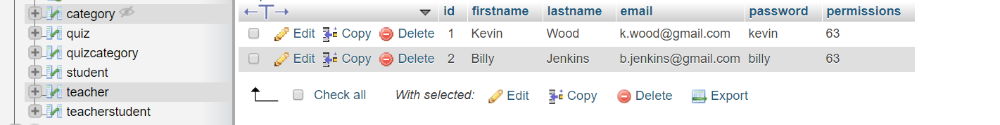 category
quiz
quizcategory
student
teacher
teacherstudent
id firstname lastname email password permissions
Edit Copy Delete 1 Kevin Wood k.wood@gmail.com kevin 63
Edit Copy Delete 2 Billy Jenkins b.jenkins@gmail.com billy 63
Check all With selected: Edit Copy Delete Export